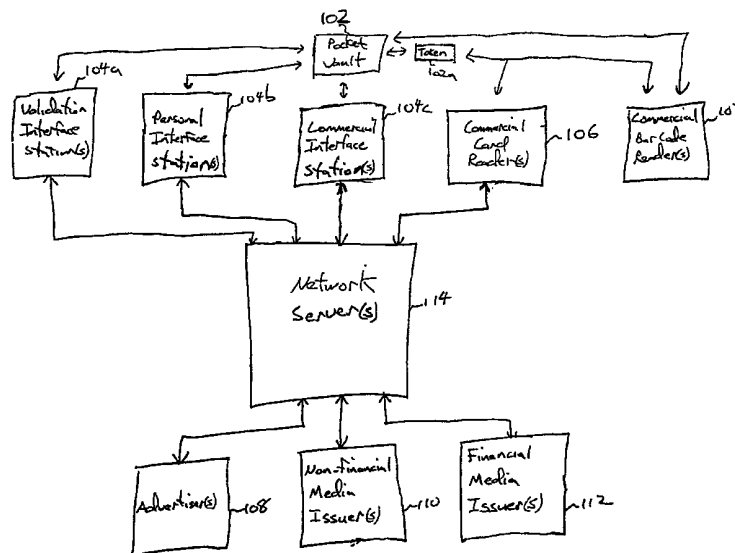 102
Pocket
Vault
Token
102a
104a
Validation
Interface
Station(s)
104b
Personal
Interface
Station(s)
104c
Commercial
Interface
Station(s)
106
Commercial
Card
Reader(s)
Commercial
Bar Code
Reader(s)
10
Network
Server(s)
114
Advertiser(s)
108
Non-financial
Media
Issuer(s)
110
Financial
Media
Issuer(s)
112